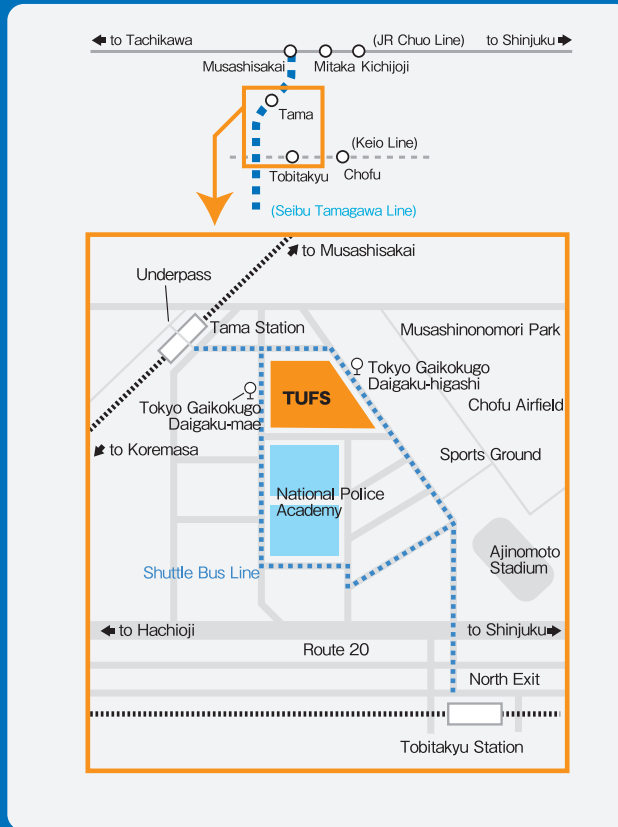 to Tachikawa
(JR Chuo Line)
to Shinjuku
Musashisakai
Mitaka
Kichijoji
Tama
(Keio Line)
Tobitakyu
Chofu
(Seibu Tamagawa Line)
to Musashisakai
Underpass
Tama Station
Musashinonomori Park
Tokyo Gaikokugo
Daigaku-higashi
TUFS
Chofu Airfield
Tokyo Gaikokugo
Daigaku-mae
to Koremasa
Sports Ground
National Police
Academy
Ajinomoto
Stadium
Shuttle Bus Line
to Hachioji
to Shinjuku
Route 20
North Exit
Tobitakyu Station